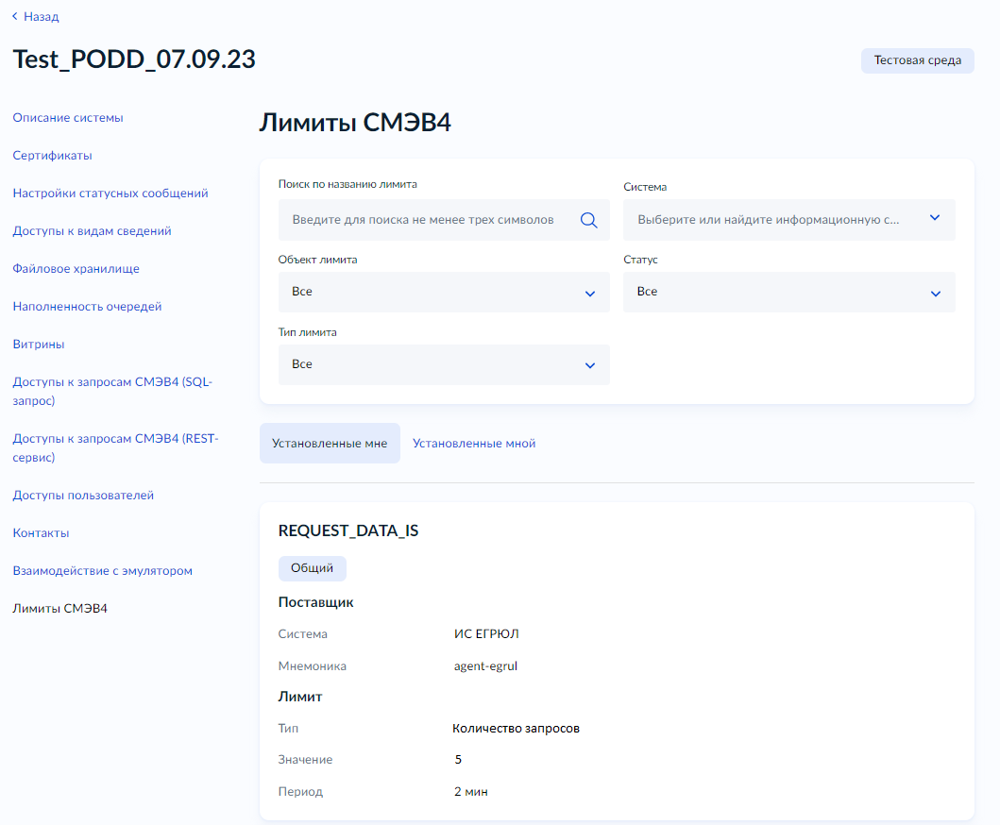 Назад
Test_PODD_07.09.23
Тестовая среда
Описание системы
Сертификаты
Настройки статусных сообщений
Доступы к видам сведений
Файловое хранилище
Наполненность очередей
Витрины
Доступы к запросам СМЭВ4 (SQL-
запрос)
Доступы к запросам СМЭВ4 (REST-
сервис)
Доступы пользователей
Контакты
Взаимодействие с эмулятором
Лимиты СМЭВ4
Лимиты СМЭВ4
Поиск по названию лимита
Введите для поиска не менее трех символов
Система
Выберите или найдите информационную с...
Объект лимита
Все
Статус
Все
Тип лимита
Все
Установленные мне
Установленные мной
REQUEST_DATA_IS
Общий
Поставщик
Система ИС ЕГРЮЛ
Мнемоника agent-egrul
Лимит
Тип Количество запросов
Значение 5
Период 2 мин